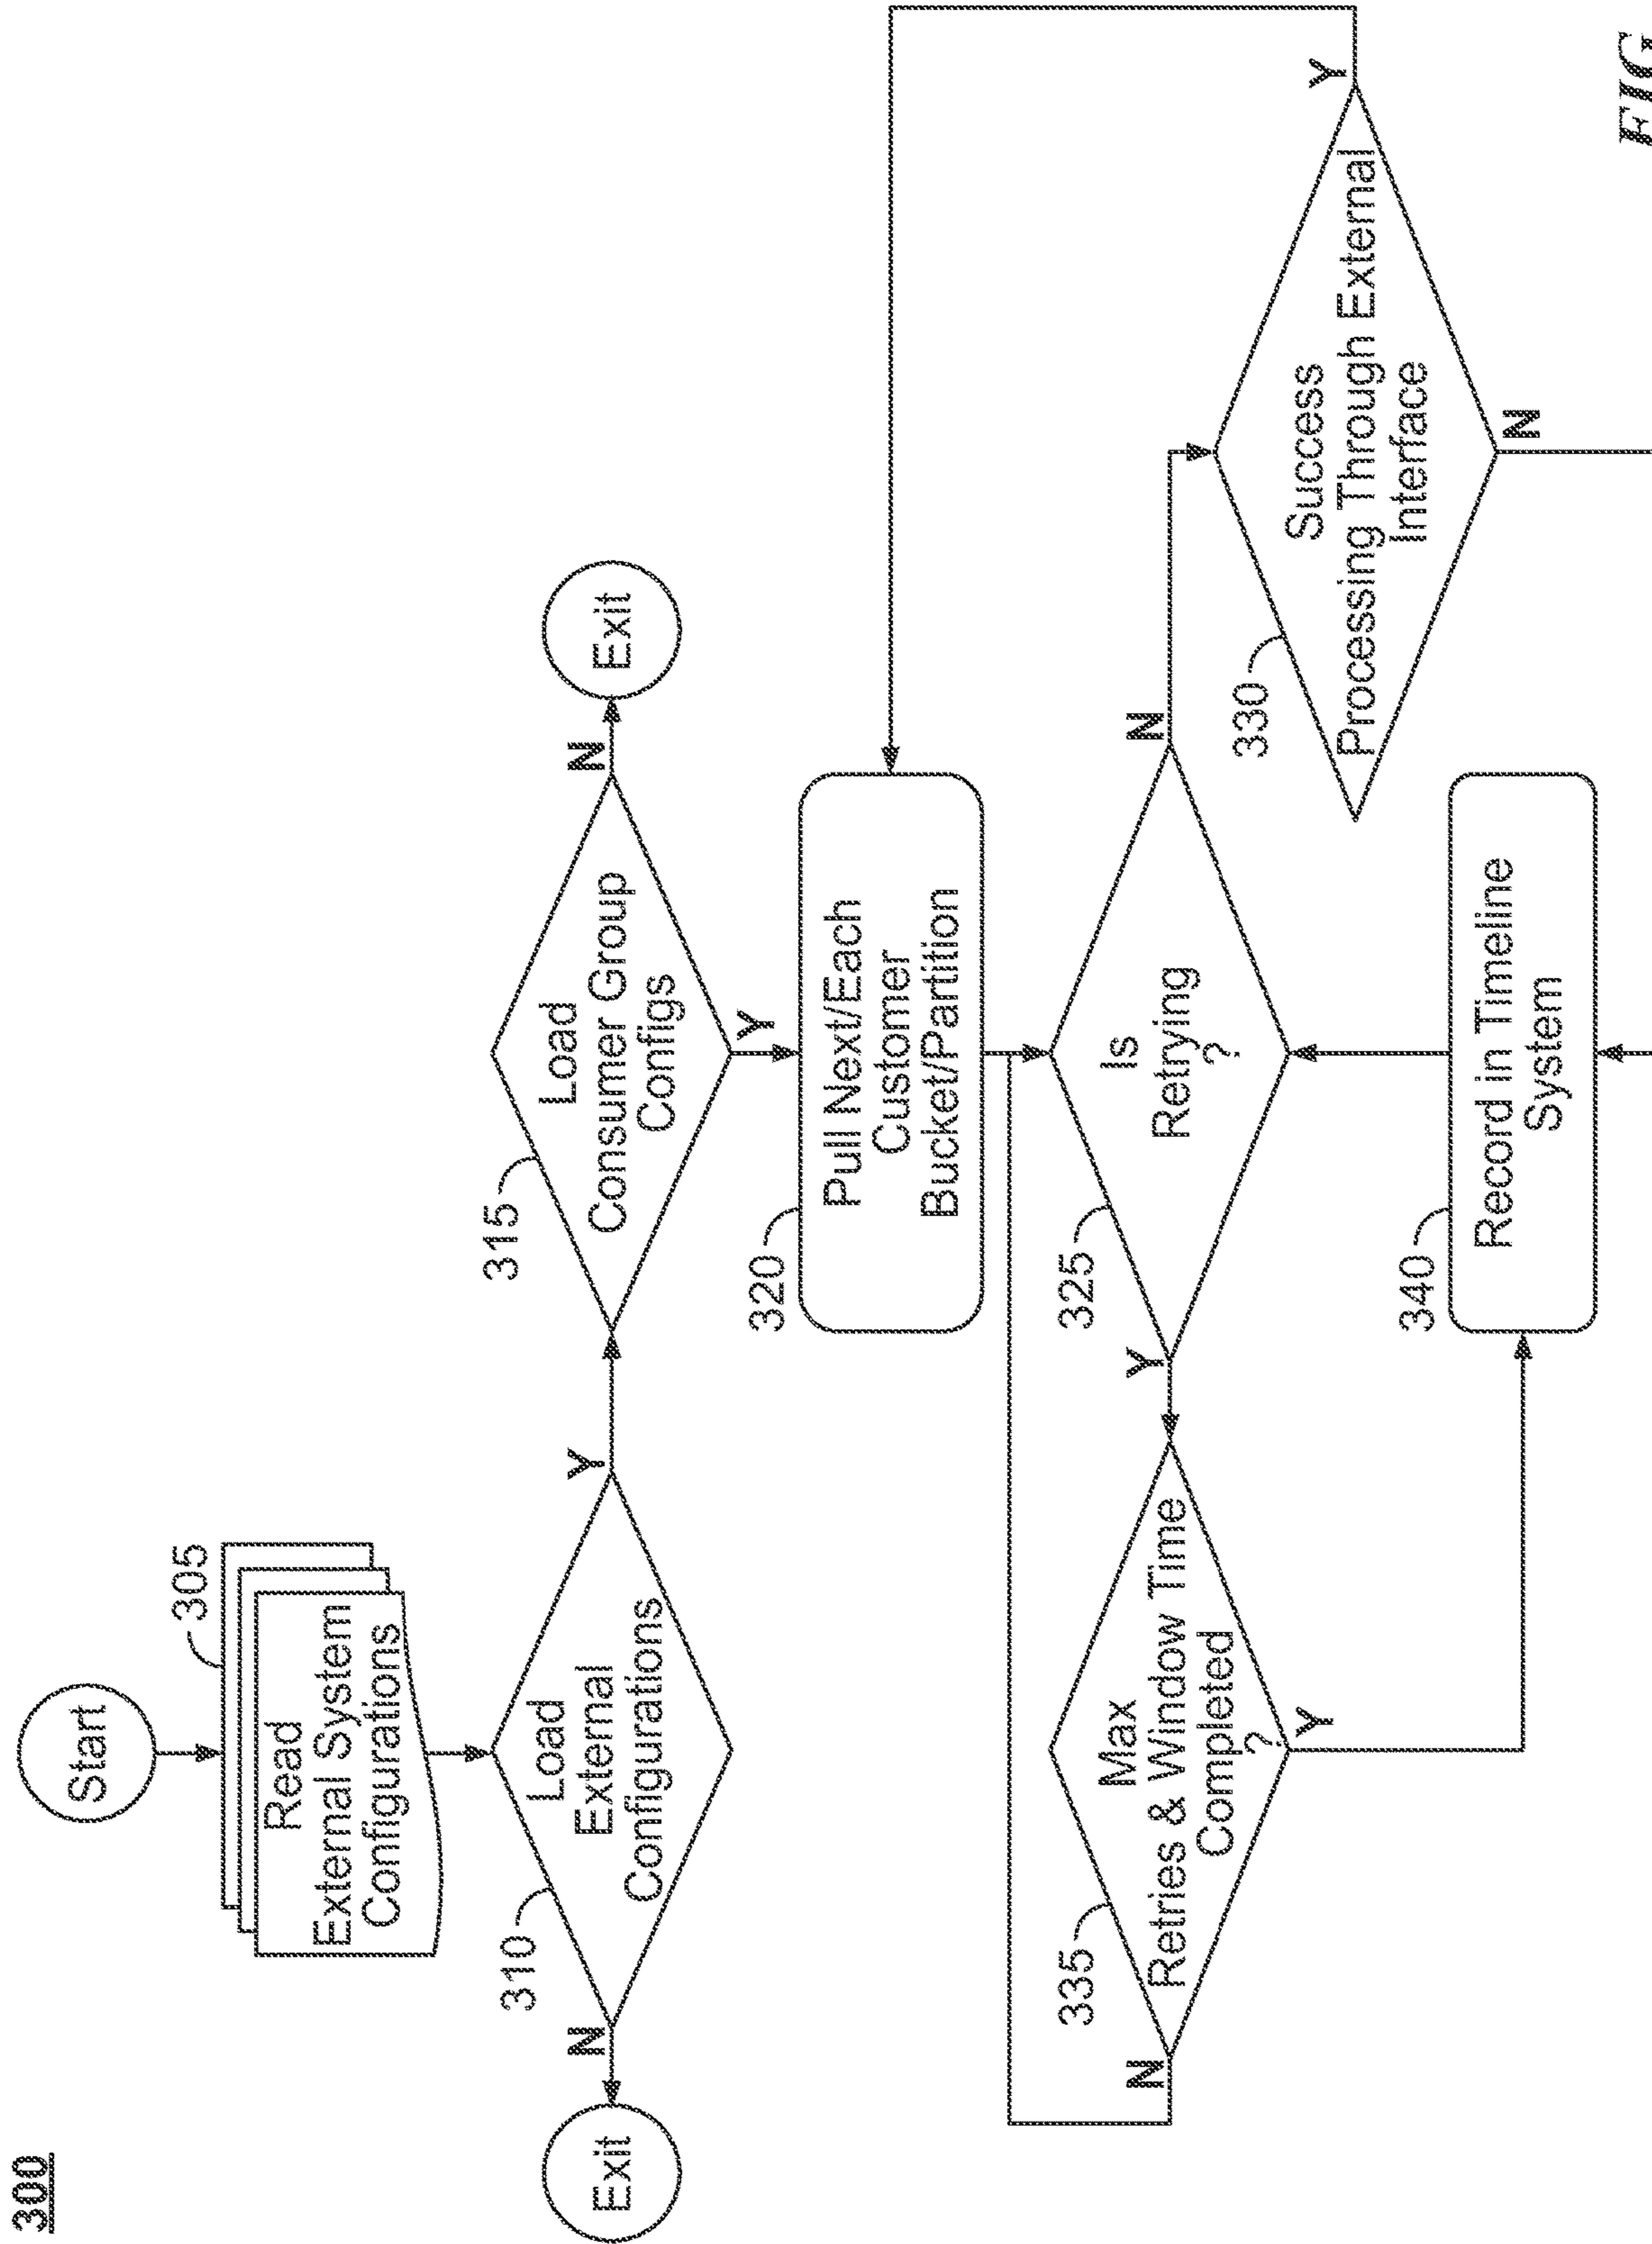 300
Start
305
Read
External System
Configurations
310
Load
External
Configurations
N
Exit
Y
315
Load
Consumer Group
Configs
N
Exit
Y
320
Pull Next/Each
Customer
Bucket/Partition
325
Is
Retrying
?
Y
N
335
Max
Retries & Window Time
Completed
?
N
Y
330
Success
Processing Through External
Interface
Y
N
340
Record in Timeline
System
FIG